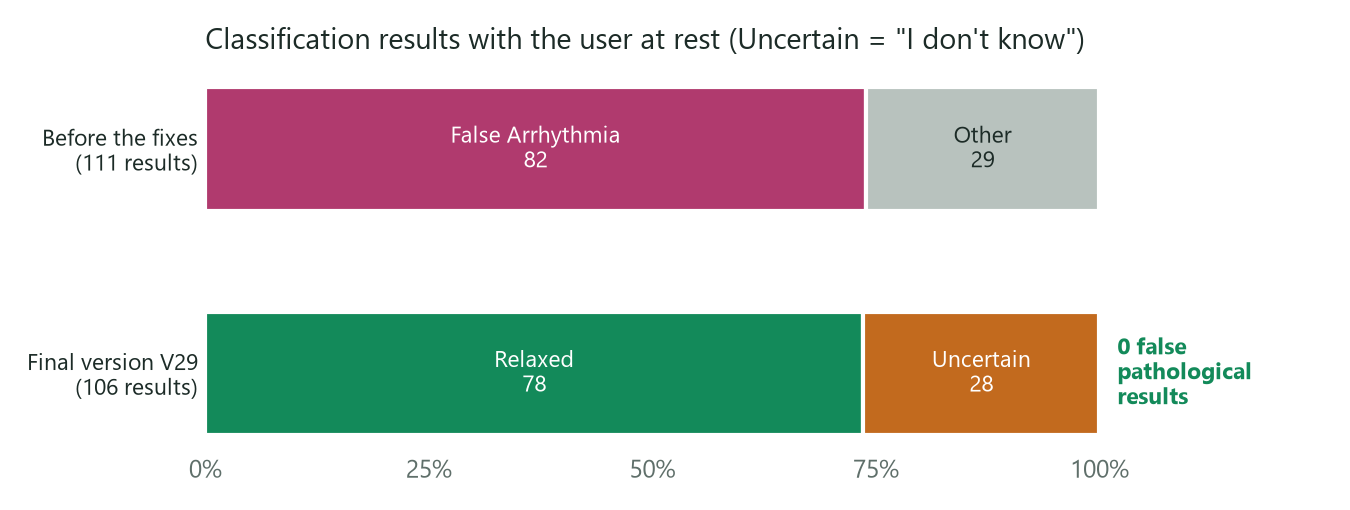 Classification results with the user at rest (Uncertain = "I don't know")
Before the fixes
(111 results)
False Arrhythmia
82
Other
29
Final version V29
(106 results)
Relaxed
78
Uncertain
28
0 false
pathological
results
0%
25%
50%
75%
100%